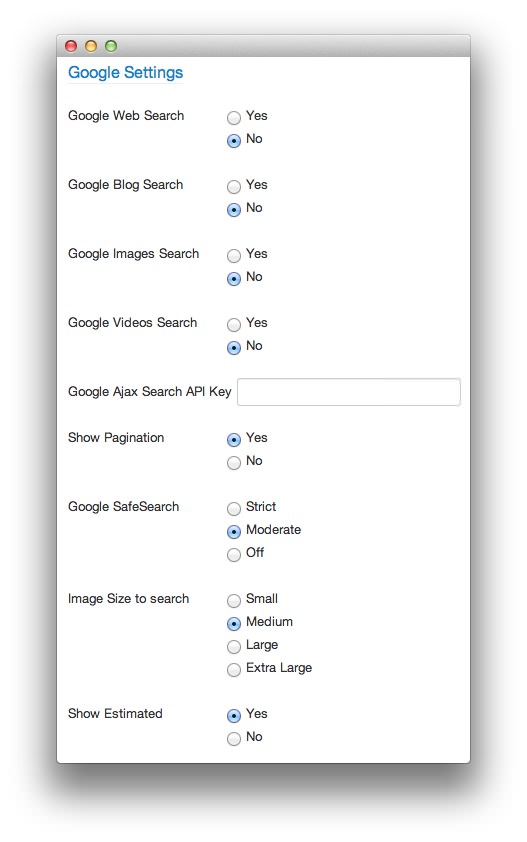 Google Settings
Google Web Search Yes
No
Google Blog Search Yes
No
Google Images Search Yes
No
Google Videos Search Yes
No
Google Ajax Search API Key
Show Pagination Yes
No
Google SafeSearch Strict
Moderate
Off
Image Size to search Small
Medium
Large
Extra Large
Show Estimated Yes
No